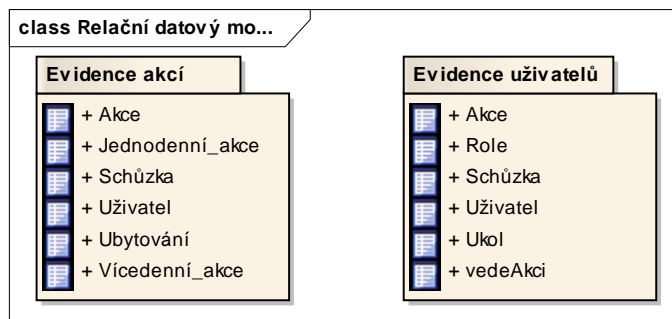 class Relační datový mo...
Evidence akcí
+ Akce
+ Jednodenní_akce
+ Schůzka
+ Uživatel
+ Ubytování
+ Vícedenní_akce
Evidence uživatelů
+ Akce
+ Role
+ Schůzka
+ Uživatel
+ Ukol
+ vedeAkci